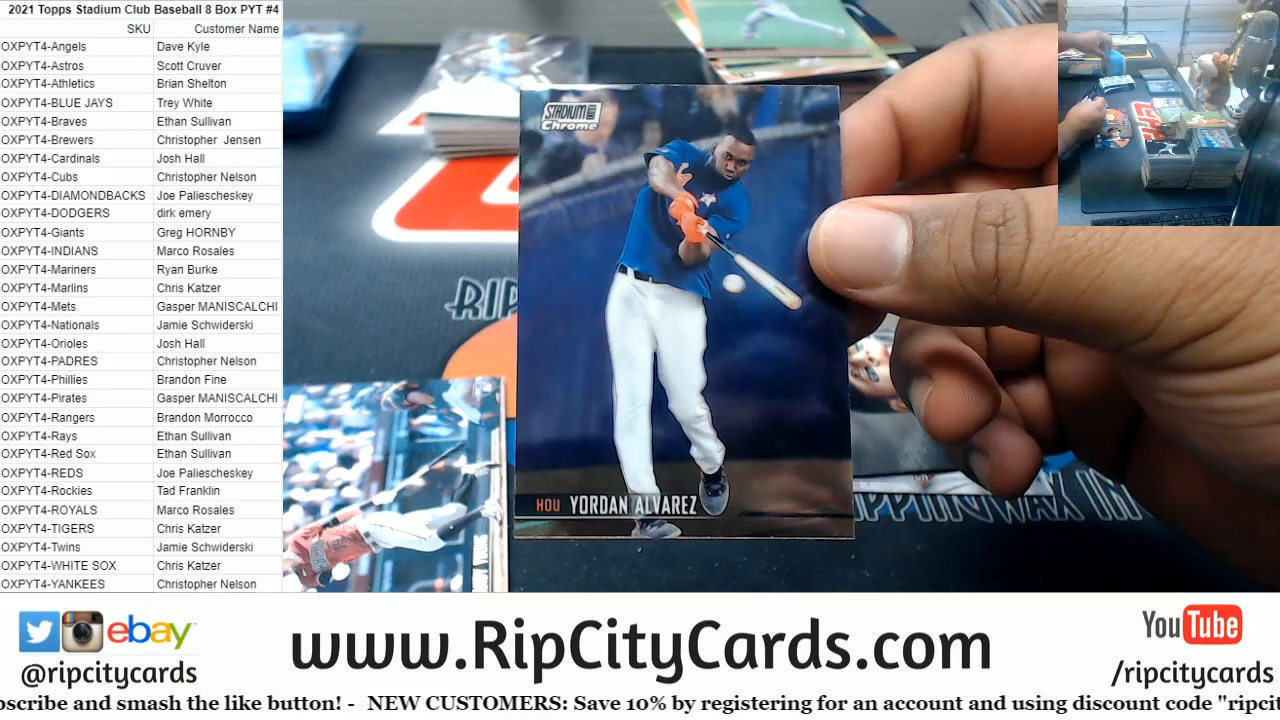 2021 Topps Stadium Club Baseball 8 Box PYT #4
SKU Customer Name
OXPYT4-Angels Dave Kyle
OXPYT4-Astros Scott Cruver
OXPYT4-Athletics Brian Shelton
OXPYT4-BLUE JAYS Trey White
OXPYT4-Braves Ethan Sullivan
OXPYT4-Brewers Christopher Jensen
OXPYT4-Cardinals Josh Hall
OXPYT4-Cubs Christopher Nelson
OXPYT4-DIAMONDBACKS Joe Paliescheskey
OXPYT4-DODGERS dirk emery
OXPYT4-Giants Greg HORNBY
OXPYT4-INDIANS Marco Rosales
OXPYT4-Mariners Ryan Burke
OXPYT4-Marlins Chris Katzer
OXPYT4-Mets Gasper MANISCALCHI
OXPYT4-Nationals Jamie Schwiderski
OXPYT4-Orioles Josh Hall
OXPYT4-PADRES Christopher Nelson
OXPYT4-Phillies Brandon Fine
OXPYT4-Pirates Gasper MANISCALCHI
OXPYT4-Rangers Brandon Morrocco
OXPYT4-Rays Ethan Sullivan
OXPYT4-Red Sox Ethan Sullivan
OXPYT4-REDS Joe Paliescheskey
OXPYT4-Rockies Tad Franklin
OXPYT4-ROYALS Marco Rosales
OXPYT4-TIGERS Chris Katzer
OXPYT4-Twins Jamie Schwiderski
OXPYT4-WHITE SOX Chris Katzer
OXPYT4-YANKEES Christopher Nelson
STADIUM
Chrome
HOU YORDAN ALVAREZ
RIP
IPPINGWAX IN
ebay
@ripcitycards
www.RipCityCards.com
YouTube
/ripcitycards
bscribe and smash the like button! - NEW CUSTOMERS: Save 10% by registering for an account and using discount code "ripci